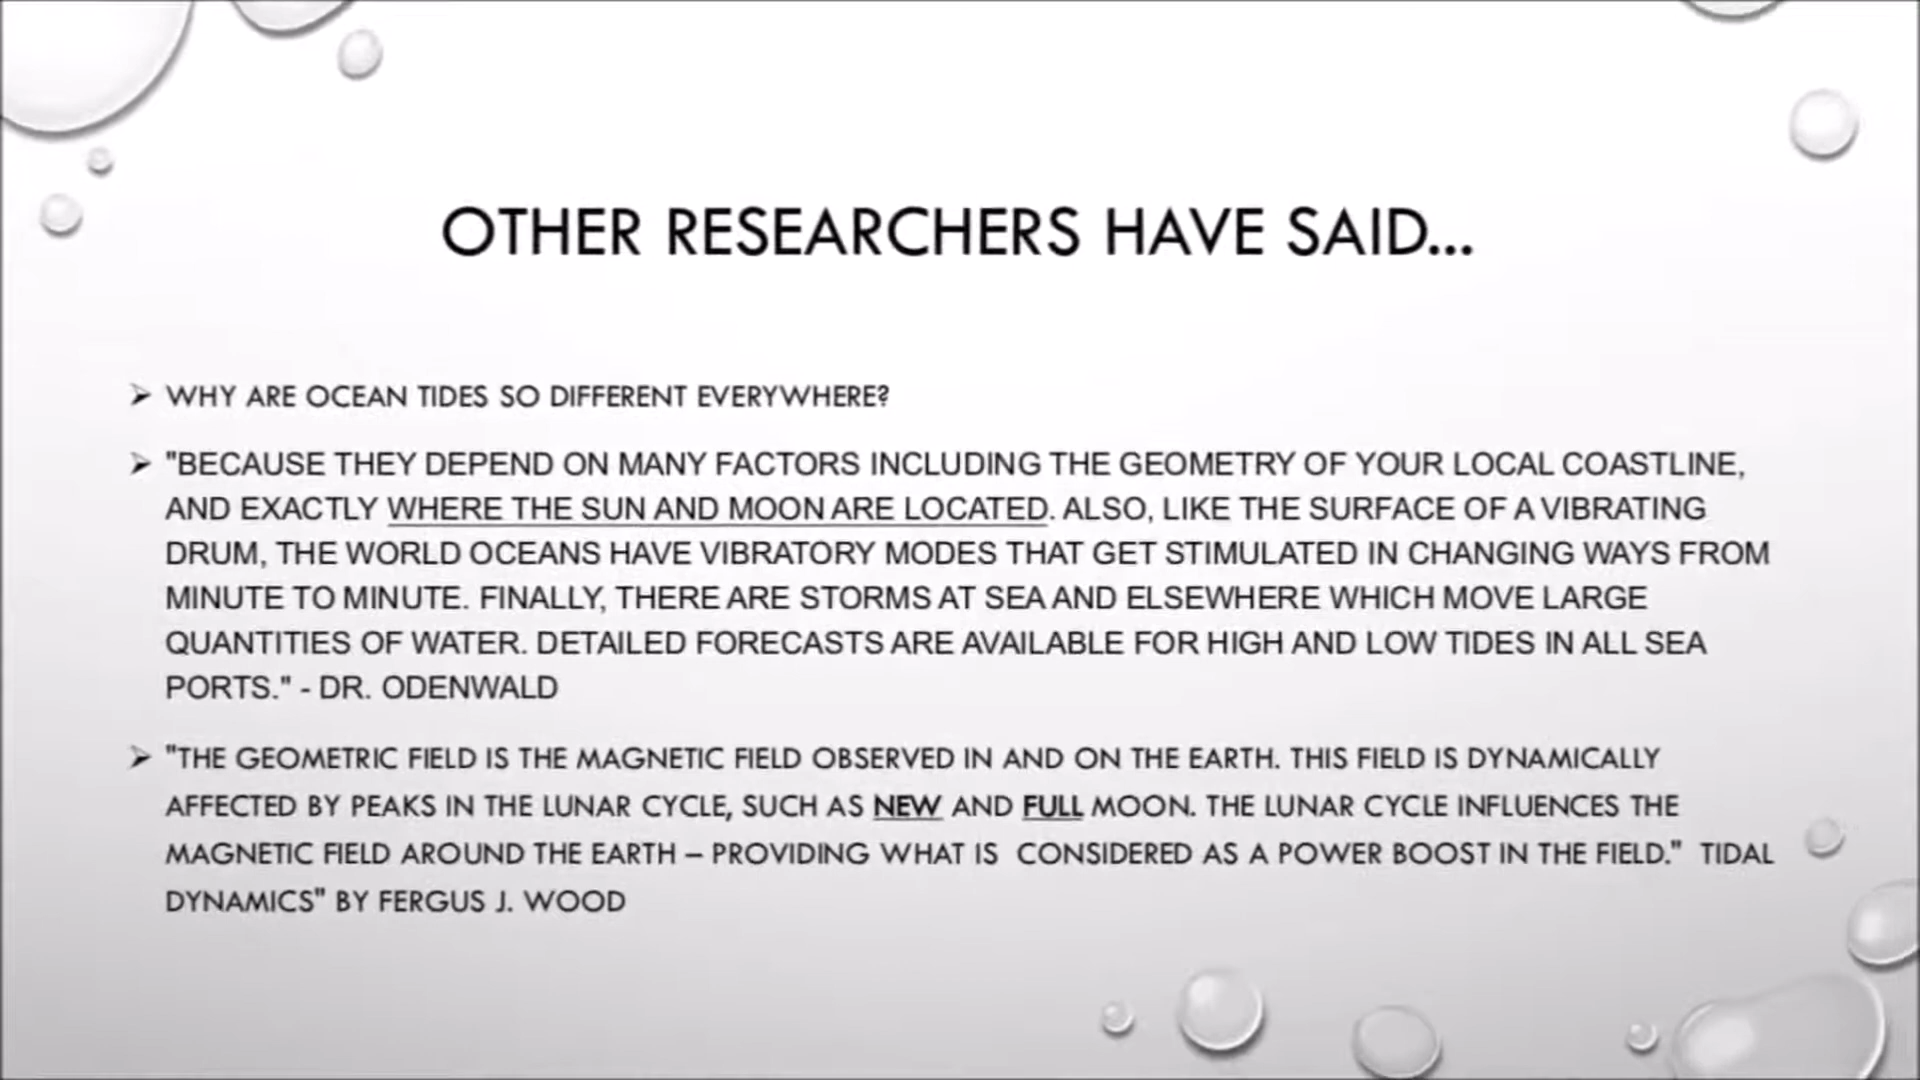 OTHER RESEARCHERS HAVE SAID...
WHY ARE OCEAN TIDES SO DIFFERENT EVERYWHERE?
"BECAUSE THEY DEPEND ON MANY FACTORS INCLUDING THE GEOMETRY OF YOUR LOCAL COASTLINE,
AND EXACTLY WHERE THE SUN AND MOON ARE LOCATED. ALSO, LIKE THE SURFACE OF A VIBRATING
DRUM, THE WORLD OCEANS HAVE VIBRATORY MODES THAT GET STIMULATED IN CHANGING WAYS FROM
MINUTE TO MINUTE. FINALLY, THERE ARE STORMS AT SEA AND ELSEWHERE WHICH MOVE LARGE
QUANTITIES OF WATER. DETAILED FORECASTS ARE AVAILABLE FOR HIGH AND LOW TIDES IN ALL SEA
PORTS." - DR. ODENWALD
"THE GEOMETRIC FIELD IS THE MAGNETIC FIELD OBSERVED IN AND ON THE EARTH. THIS FIELD IS DYNAMICALLY
AFFECTED BY PEAKS IN THE LUNAR CYCLE, SUCH AS NEW AND FULL MOON. THE LUNAR CYCLE INFLUENCES THE
MAGNETIC FIELD AROUND THE EARTH – PROVIDING WHAT IS CONSIDERED AS A POWER BOOST IN THE FIELD." TIDAL
DYNAMICS" BY FERGUS J. WOOD